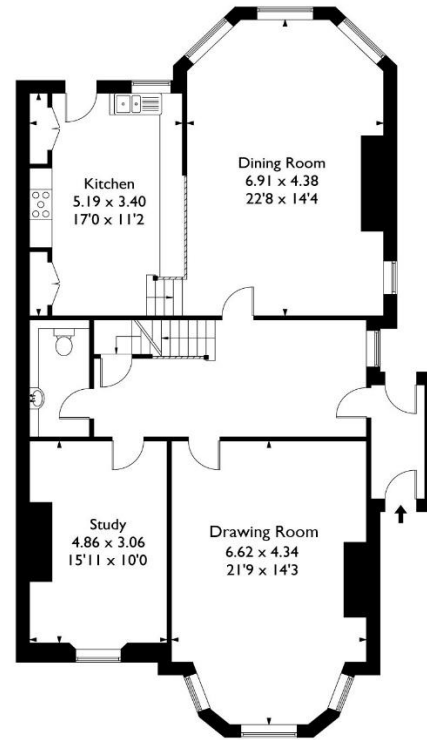 Kitchen
5.19 x 3.40
17'0 x 11'2
Dining Room
6.91 x 4.38
22'8 x 14'4
Study
4.86 x 3.06
15'11 x 10'0
Drawing Room
6.62 x 4.34
21'9 x 14'3